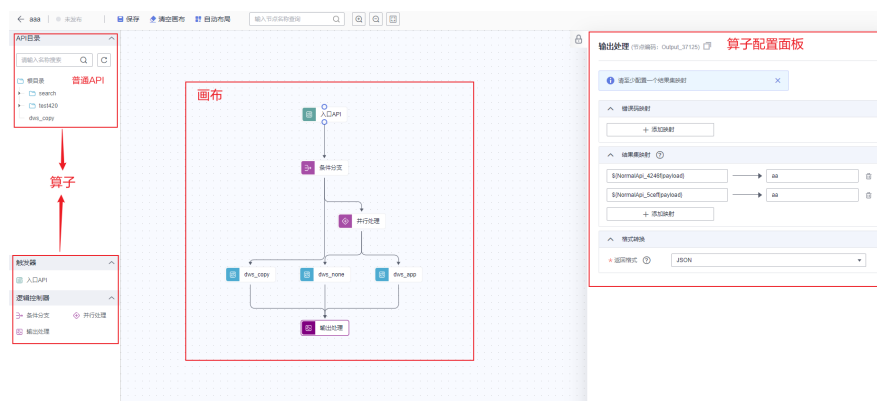 aaa 未发布 保存 清空画布 自动布局 输入节点名称查找
API目录
请输入名称搜索
根目录
普通API
search
test420
dws_copy
算子
触发器
入口API
逻辑控制器
条件分支 并行处理
输出处理
画布
入口API
条件分支
并行处理
dws_copy dws_none dws_app
输出处理
输出处理 (节点编码: Output_37125) 算子配置面板
请至少配置一个结果集映射
错误码映射
+ 添加映射
结果集映射
${NormalApi_4246f|payload} aa
${NormalApi_5ceff|payload} aa
+ 添加映射
格式转换
* 返回格式 JSON